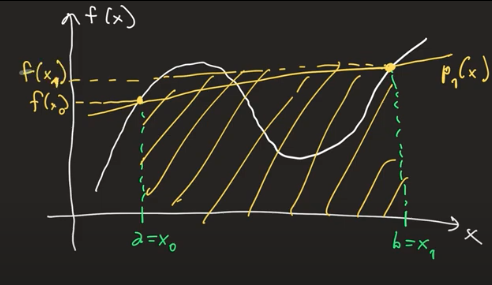 f(x)
f(x₁)
p₁(x)
f(x₀)
x
a=x₀
b=x₁